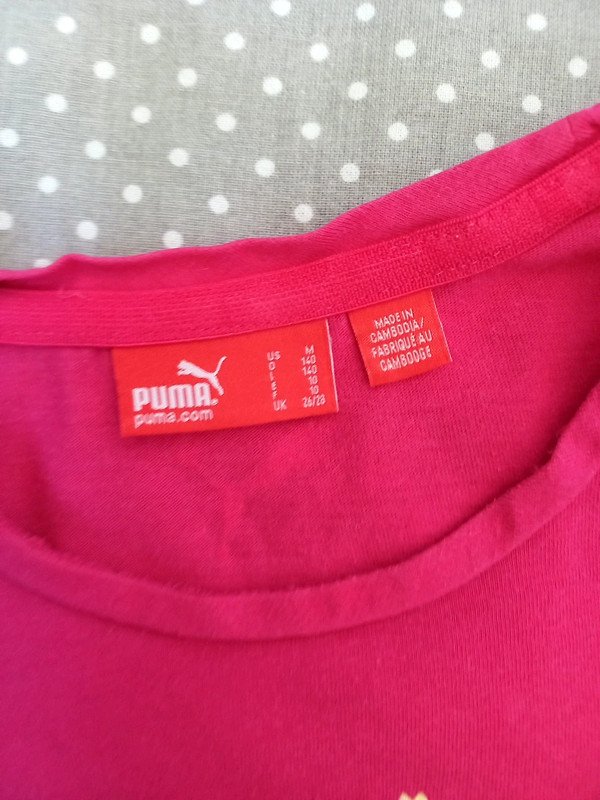 PUMA.
puma.com
US M
D 140
I 140
E 10
F 10
UK 26/28
MADE IN
CAMBODIA/
FABRIQUÉ AU
CAMBODGE